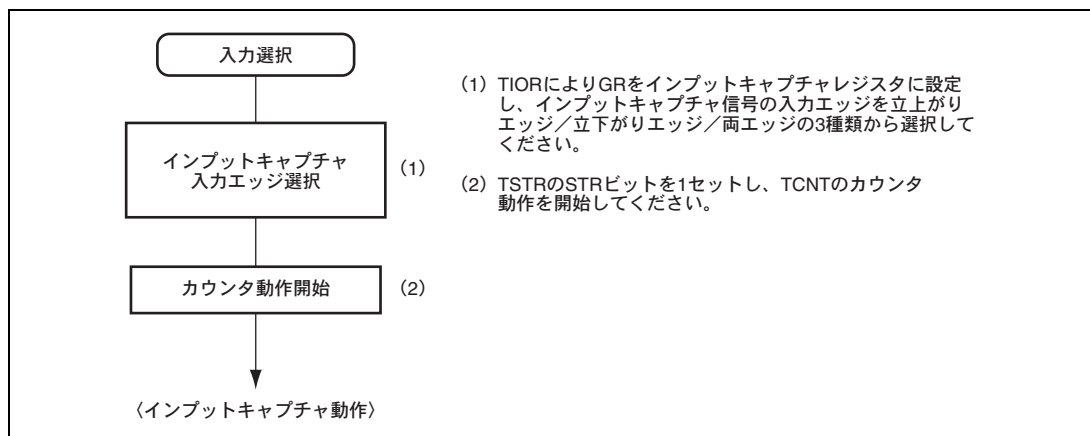 入力選択
インプットキャプチャ
入力エッジ選択
(1)
カウンタ動作開始
(2)
〈インプットキャプチャ動作〉
(1) TIORによりGRをインプットキャプチャレジスタに設定
し、インプットキャプチャ信号の入力エッジを立上がり
エッジ／立下がりエッジ／両エッジの3種類から選択して
ください。
(2) TSTRのSTRビットを1セットし、TCNTのカウンタ
動作を開始してください。